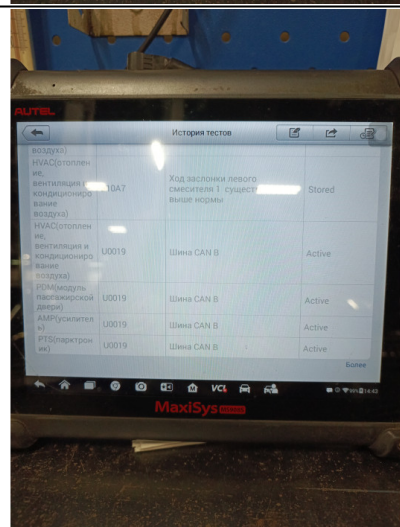 AUTEL
История тестов
воздуха)
HVAC(отоплен
ие,
вентиляция и
кондициониро
вание
воздуха)
10A7
Ход заслонки левого
смесителя 1 сущест
выше нормы
Stored
HVAC(отоплен
ие,
вентиляция и
кондициониро
вание
воздуха)
U0019
Шина CAN B
Active
PDM(модуль
пассажирской
двери)
U0019
Шина CAN B
Active
AMP(усилител
ь)
U0019
Шина CAN B
Active
PTS(парктрон
ик)
U0019
Шина CAN B
Active
Более
VCI
14:43
MaxiSys